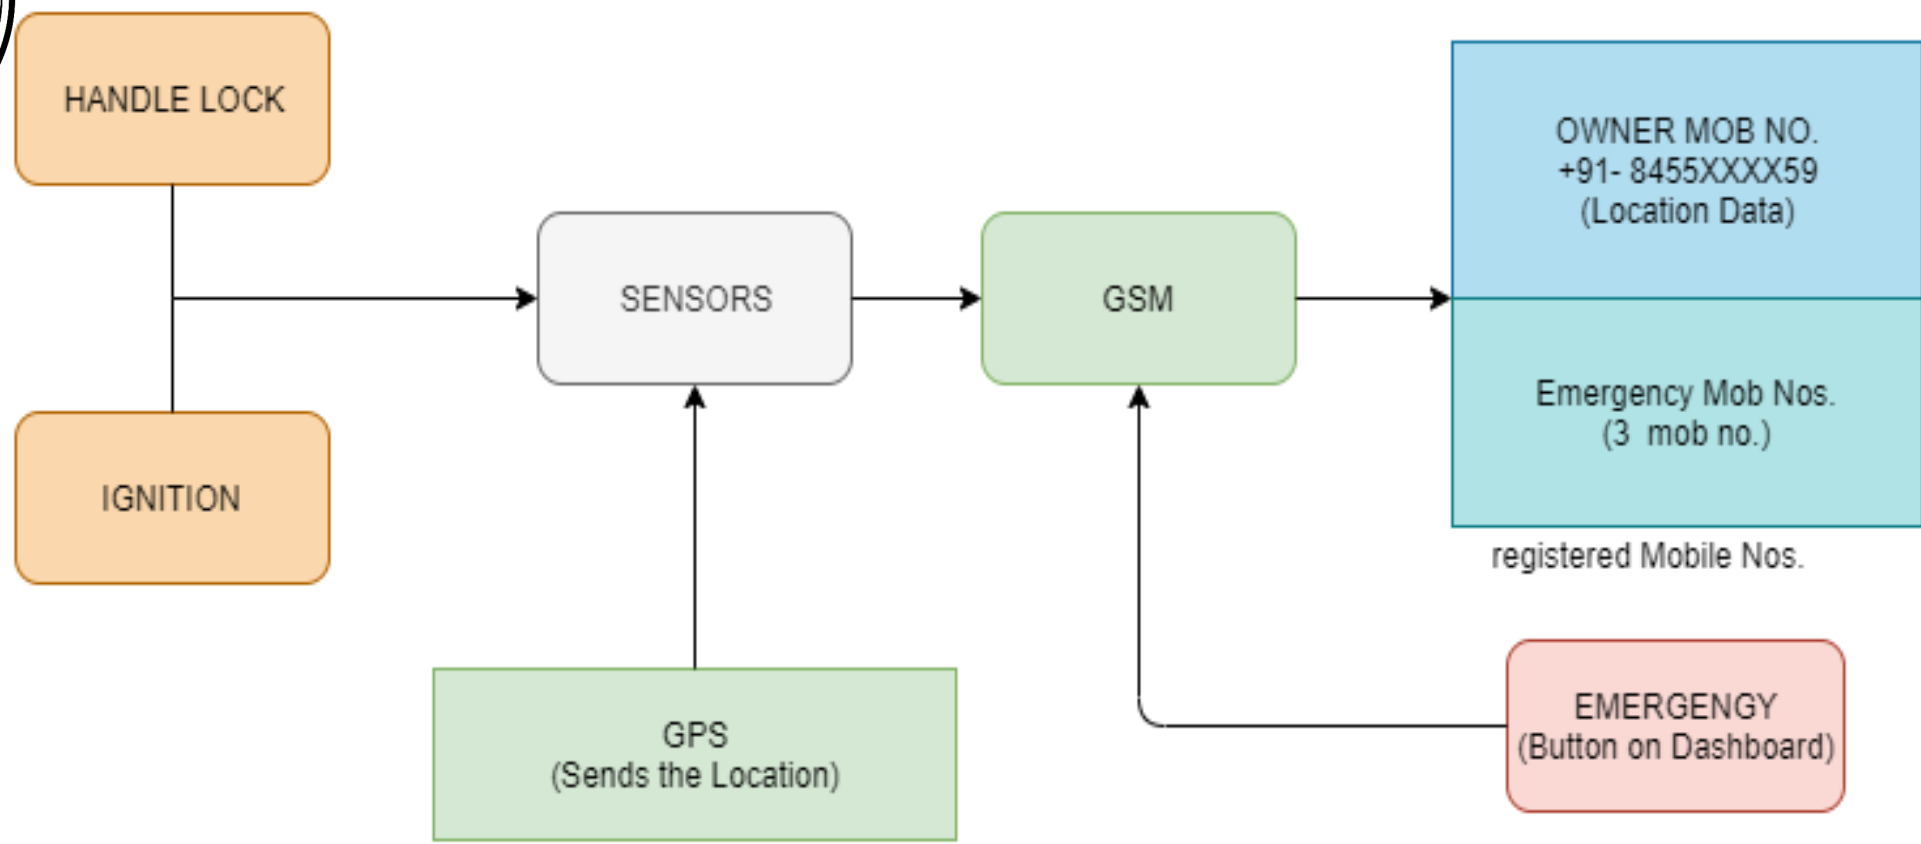 HANDLE LOCK
OWNER MOB NO.
+91- 8455XXXX59
(Location Data)
SENSORS
GSM
Emergency Mob Nos.
(3  mob no.)
IGNITION
registered Mobile Nos.
GPS
(Sends the Location)
EMERGENGY
(Button on Dashboard)